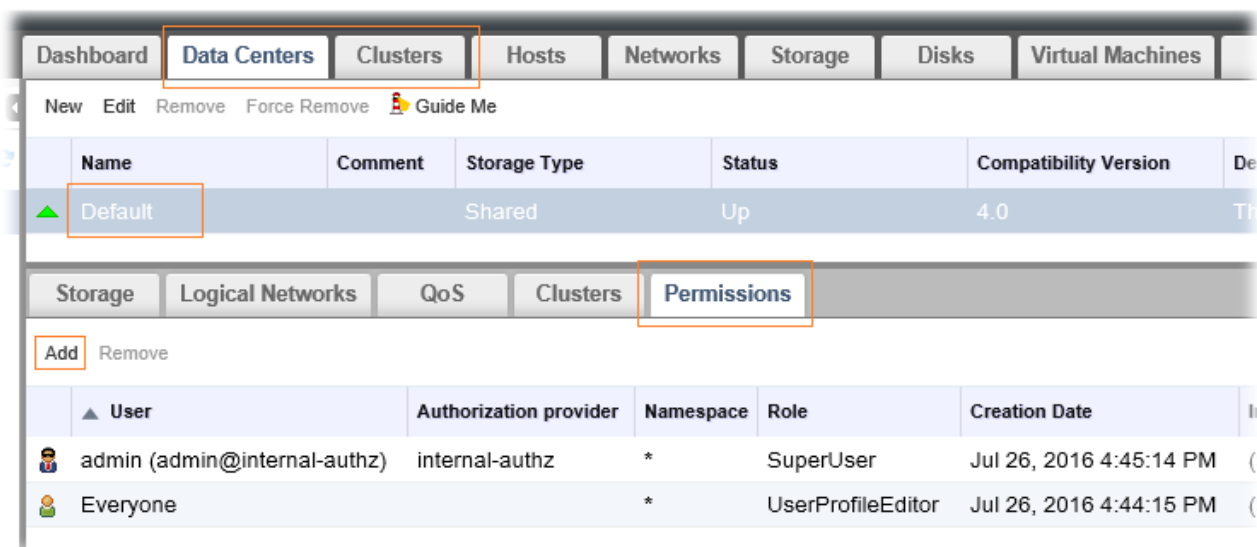 Dashboard Data Centers Clusters Hosts Networks Storage Disks Virtual Machines
New Edit Remove Force Remove Guide Me
Name Comment Storage Type Status Compatibility Version De
Default Shared Up 4.0 Th
Storage Logical Networks QoS Clusters Permissions
Add Remove
User Authorization provider Namespace Role Creation Date
admin (admin@internal-authz) internal-authz * SuperUser Jul 26, 2016 4:45:14 PM (
Everyone * UserProfileEditor Jul 26, 2016 4:44:15 PM (